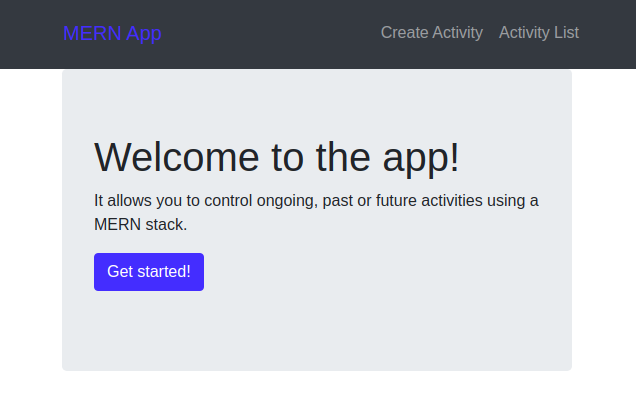 MERN App
Create Activity
Activity List
Welcome to the app!
It allows you to control ongoing, past or future activities using a
MERN stack.
Get started!